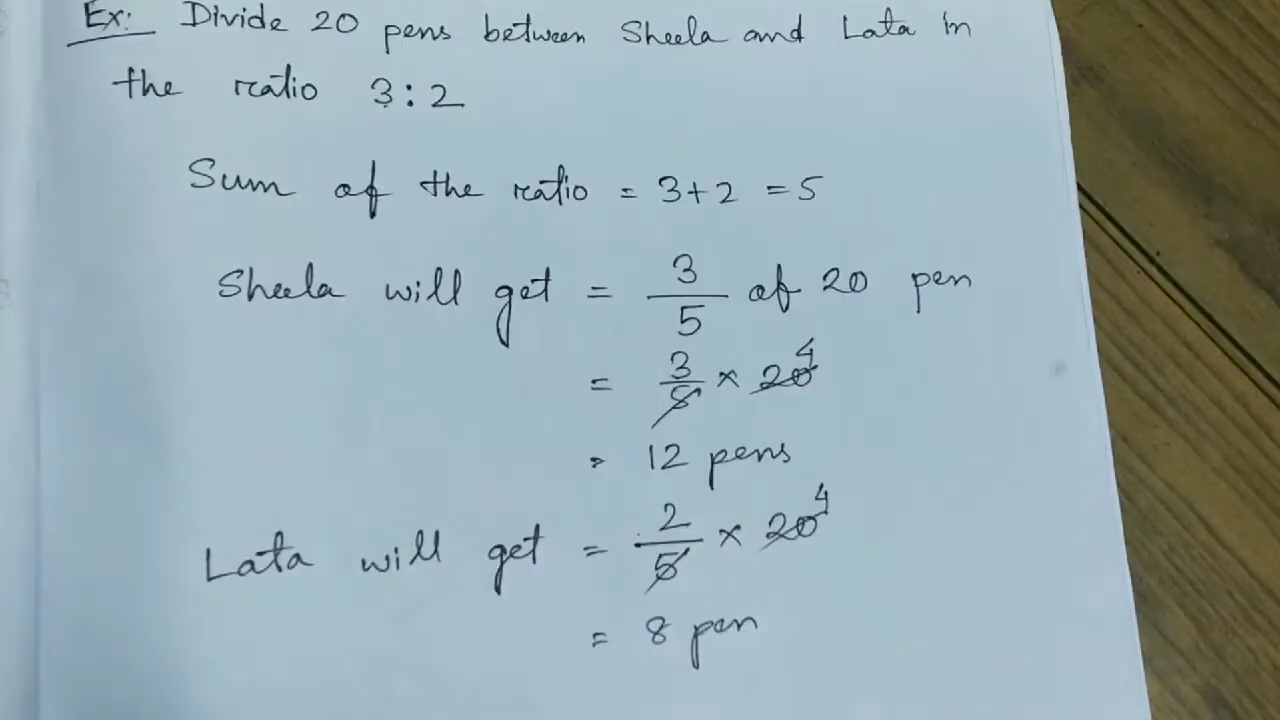 Ex: Divide 20 pens between Sheela and Lata in
the ratio 3:2
Sum of the ratio = 3+2 = 5
Sheela will get = 3/5 of 20 pen
= 3/5 × 20 4
= 12 pens
Lata will get = 2/5 × 20 4
= 8 pen